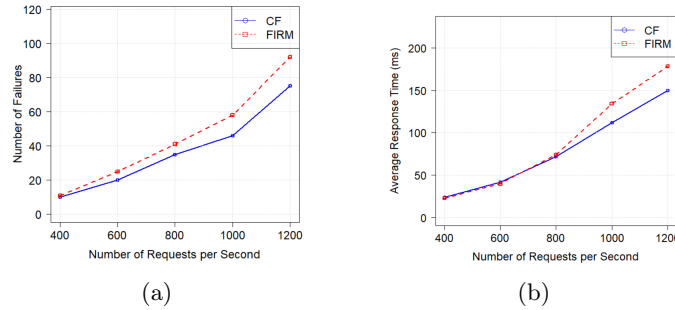 CF
FIRM
Number of Failures
120
100
80
60
40
20
0
400 600 800 1000 1200
Number of Requests per Second
(a)
CF
FIRM
Average Response Time (ms)
200
150
100
50
0
400 600 800 1000 1200
Number of Requests per Second
(b)